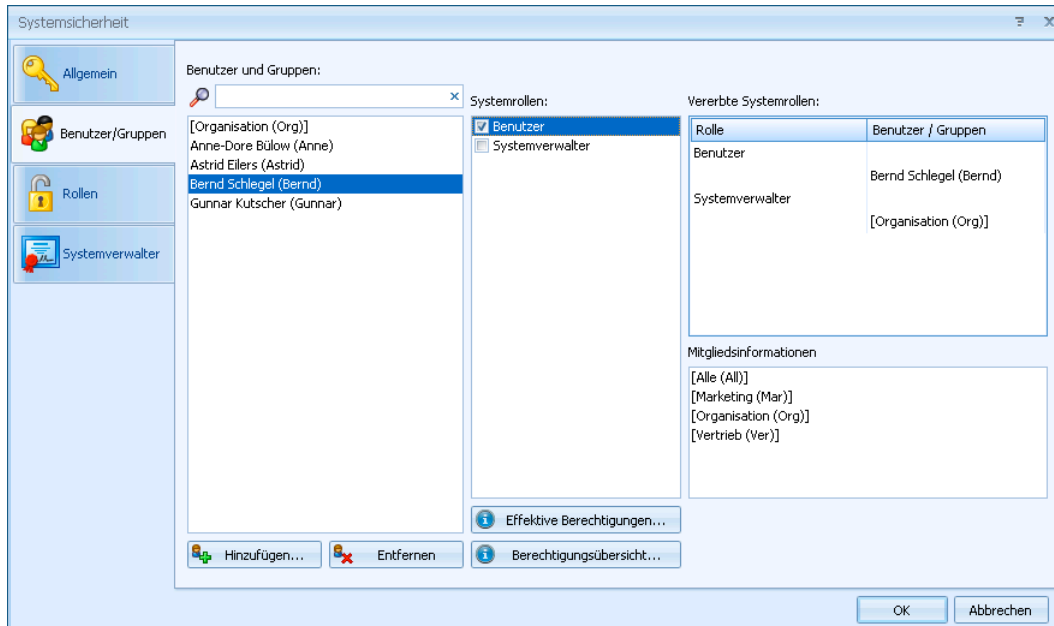 Systemsicherheit
Allgemein
Benutzer/Gruppen
Rollen
Systemverwalter
Benutzer und Gruppen:
[Organisation (Org)]
Anne-Dore Bülow (Anne)
Astrid Eilers (Astrid)
Bernd Schlegel (Bernd)
Gunnar Kutscher (Gunnar)
Hinzufügen...
Entfernen
Systemrollen:
Benutzer
Systemverwalter
Effektive Berechtigungen...
Berechtigungsübersicht...
Vererbte Systemrollen:
Rolle
Benutzer / Gruppen
Benutzer
Bernd Schlegel (Bernd)
Systemverwalter
[Organisation (Org)]
Mitgliedsinformationen
[Alle (All)]
[Marketing (Mar)]
[Organisation (Org)]
[Vertrieb (Ver)]
OK
Abbrechen